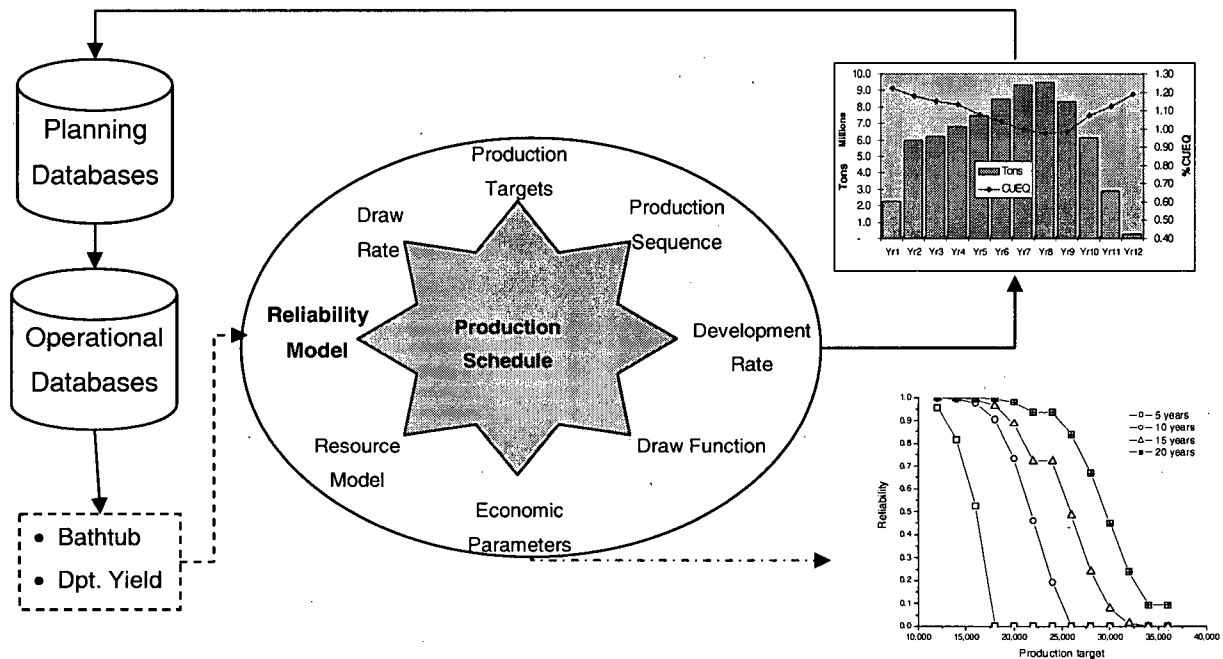 Planning
Databases
Operational
Databases
• Bathtub
• Dpt. Yield
Production
Targets
Draw
Rate
Production
Sequence
Reliability
Model
Production
Schedule
Development
Rate
Resource
Model
Draw Function
Economic
Parameters
Tons
Millions
10.0
9.0
8.0
7.0
6.0
5.0
4.0
3.0
2.0
1.0
-
Tons
CUEQ
1.30
1.20
1.10
1.00
0.90
0.80
0.70
0.60
0.50
0.40
%CUEQ
Yr1 Yr2 Yr3 Yr4 Yr5 Yr6 Yr7 Yr8 Yr9 Yr10 Yr11 Yr12
Reliability
1.0
0.9
0.8
0.7
0.6
0.5
0.4
0.3
0.2
0.1
0.0
5 years
10 years
15 years
20 years
10.000 15,000 20,000 25,000 30,000 35,000 40,000
Production target